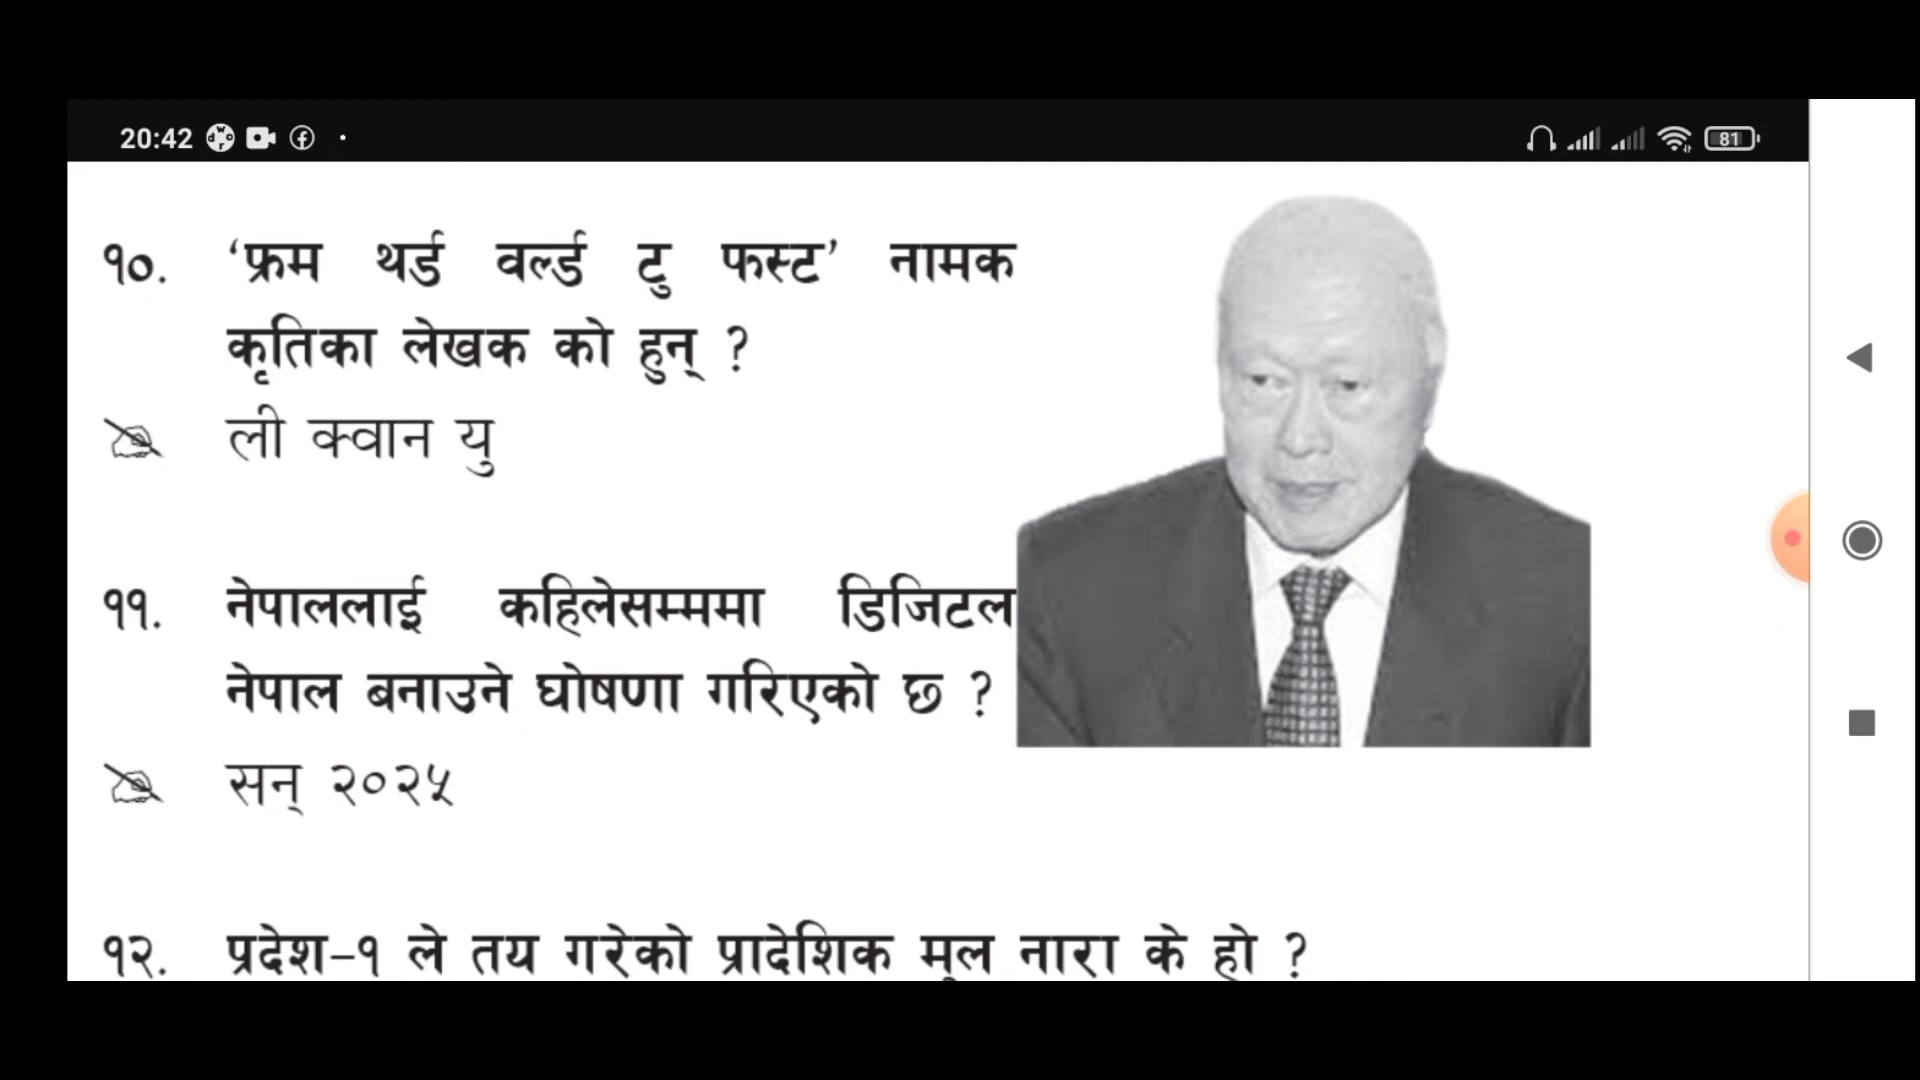 20:42
81
१०. ‘फ्रम थर्ड वर्ल्ड टु फस्ट’ नामक
कृतिका लेखक को हुन् ?
ली क्वान यु
११. नेपाललाई कहिलेसम्ममा डिजिटल
नेपाल बनाउने घोषणा गरिएको छ ?
सन् २०२५
१२. प्रदेश-१ ले तय गरेको प्रादेशिक मूल नारा के हो ?